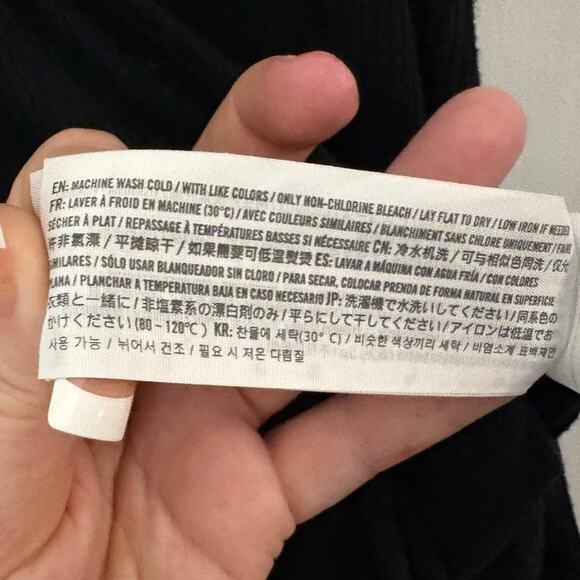 EN: MACHINE WASH COLD / WITH LIKE COLORS / ONLY NON-CHLORINE BLEACH / LAY FLAT TO DRY / LOW IRON IF NEEDED
FR: LAVER À FROID EN MACHINE (30°C) / AVEC COULEURS SIMILAIRES / BLANCHIMENT SANS CHLORE UNIQUEMENT / FAIRE
SÉCHER À PLAT / REPASSAGE À TEMPÉRATURES BASSES SI NÉCESSAIRE CN: 冷水机洗 / 可与相似色同洗 / 仅允
许非氯漂 / 平摊晾干 / 如果需要可低温熨烫 ES: LAVAR A MÁQUINA CON AGUA FRÍA / CON COLORES
SIMILARES / SÓLO USAR BLANQUEADOR SIN CLORO / PARA SECAR, COLOCAR PRENDA DE FORMA NATURAL EN SUPERFICIE
PLANA / PLANCHAR A TEMPERATURA BAJA EN CASO NECESARIO JP: 洗濯機で水洗いしてください / 同系色の
衣類と一緒に / 非塩素系の漂白剤のみ / 平らにして干してください / アイロンは低温でお
かけください (80~120°C) KR: 찬물에 세탁(30° C) / 비슷한 색상끼리 세탁 / 비염소계 표백제만
사용 가능 / 뉘어서 건조 / 필요 시 저온 다림질